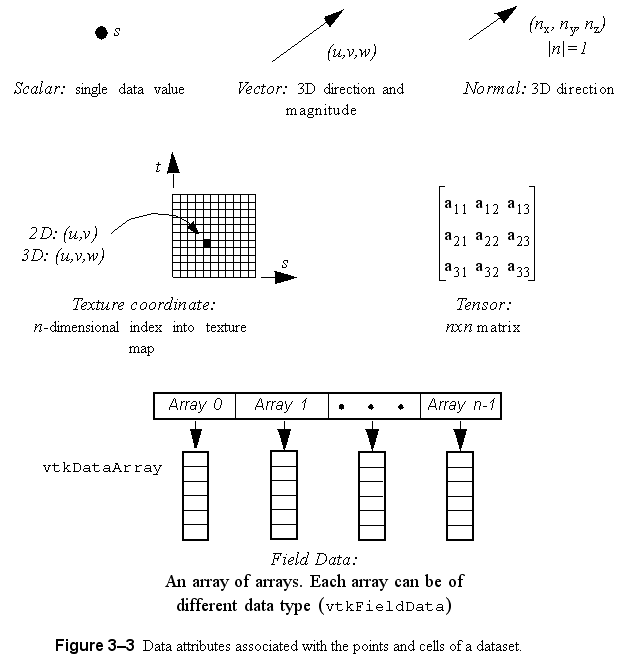 s
(u,v,w)
(nx, ny, nz)
|n|=1
Scalar: single data value
Vector: 3D direction and
magnitude
Normal: 3D direction
t
2D: (u,v)
3D: (u,v,w)
s
Texture coordinate:
n-dimensional index into texture
map
a11 a12 a13
a21 a22 a23
a31 a32 a33
Tensor:
nxn matrix
Array 0 Array 1 • • • Array n-1
vtkDataArray
Field Data:
An array of arrays. Each array can be of
different data type (vtkFieldData)
Figure 3–3 Data attributes associated with the points and cells of a dataset.